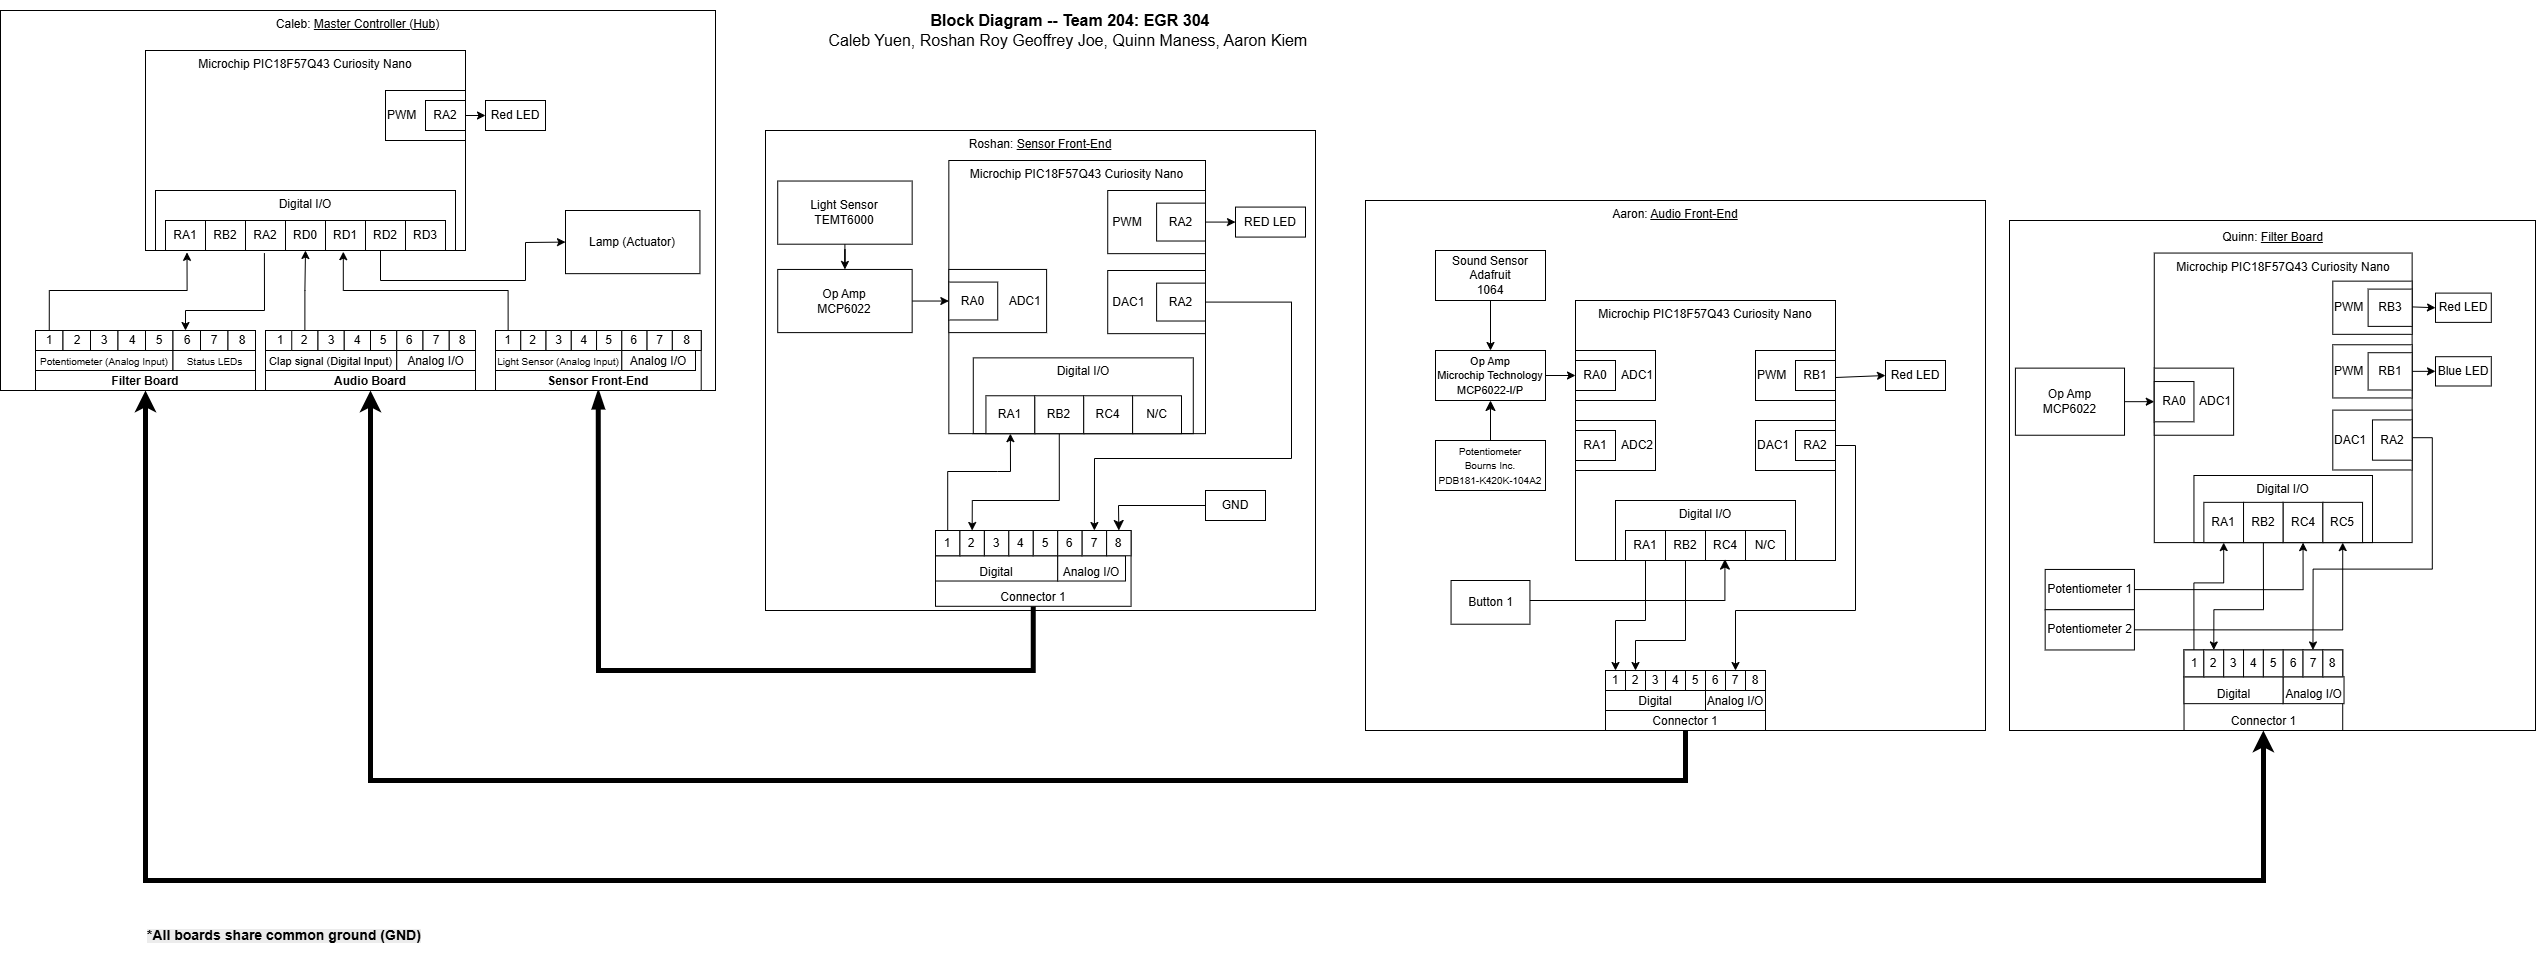 Block Diagram -- Team 204: EGR 304
Caleb Yuen, Roshan Roy Geoffrey Joe, Quinn Maness, Aaron Kiem
Caleb: Master Controller (Hub)
Microchip PIC18F57Q43 Curiosity Nano
PWM
RA2
Red LED
Digital I/O
RA1 RB2 RA2 RD0 RD1 RD2 RD3
Lamp (Actuator)
1 2 3 4 5 6 7 8
Potentiometer (Analog Input) Status LEDs
Filter Board
1 2 3 4 5 6 7 8
Clap signal (Digital Input) Analog I/O
Audio Board
1 2 3 4 5 6 7 8
Light Sensor (Analog Input) Analog I/O
Sensor Front-End
Roshan: Sensor Front-End
Microchip PIC18F57Q43 Curiosity Nano
Light Sensor
TEMT6000
Op Amp
MCP6022
RA0 ADC1
PWM RA2
RED LED
DAC1 RA2
Digital I/O
RA1 RB2 RC4 N/C
GND
1 2 3 4 5 6 7 8
Digital Analog I/O
Connector 1
Aaron: Audio Front-End
Sound Sensor
Adafruit
1064
Microchip PIC18F57Q43 Curiosity Nano
Op Amp
Microchip Technology
MCP6022-I/P
RA0 ADC1
PWM RB1
Red LED
RA1 ADC2
DAC1 RA2
Potentiometer
Bourns Inc.
PDB181-K420K-104A2
Digital I/O
RA1 RB2 RC4 N/C
Button 1
1 2 3 4 5 6 7 8
Digital Analog I/O
Connector 1
Quinn: Filter Board
Microchip PIC18F57Q43 Curiosity Nano
PWM RB3
Red LED
PWM RB1
Blue LED
Op Amp
MCP6022
RA0 ADC1
DAC1 RA2
Digital I/O
RA1 RB2 RC4 RC5
Potentiometer 1
Potentiometer 2
1 2 3 4 5 6 7 8
Digital Analog I/O
Connector 1
*All boards share common ground (GND)